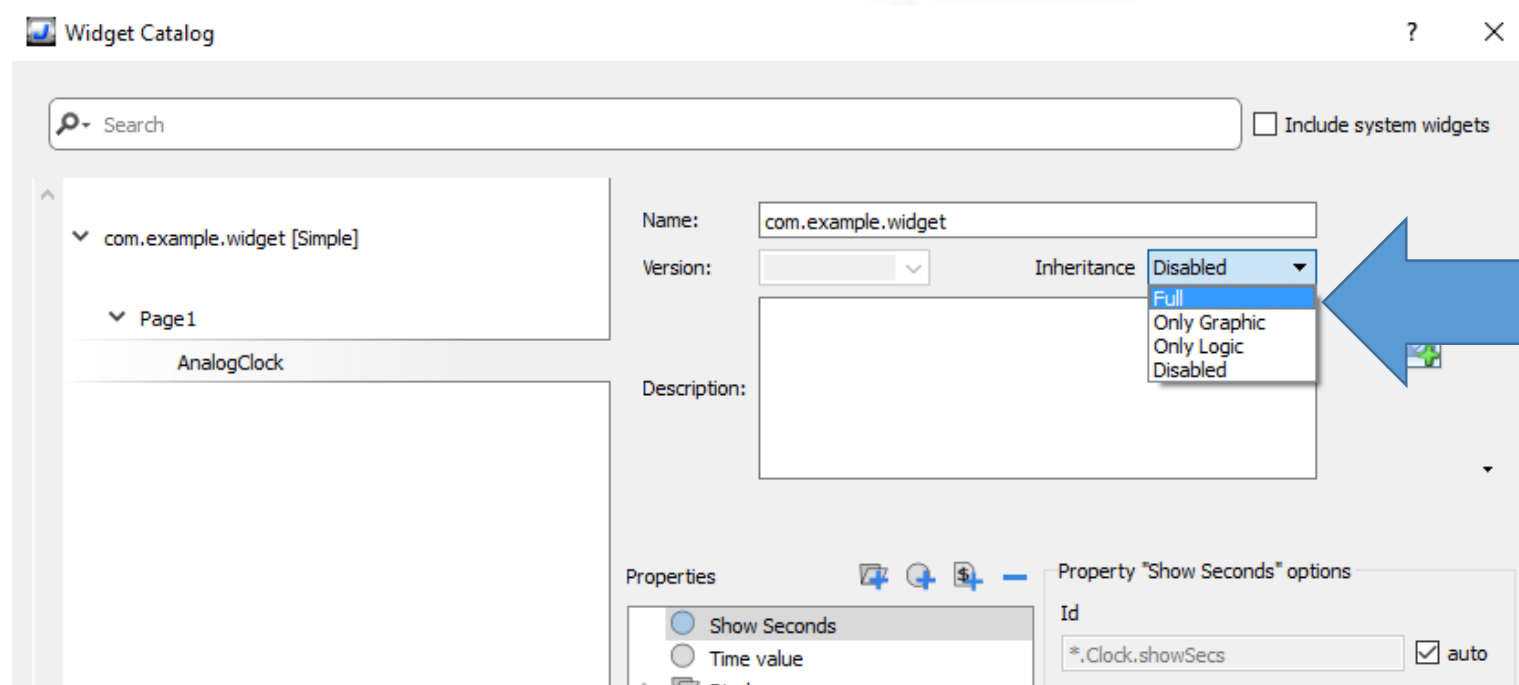 Widget Catalog
?
Search
Include system widgets
com.example.widget [Simple]
Page1
AnalogClock
Name:
com.example.widget
Version:
Inheritance
Disabled
Full
Only Graphic
Only Logic
Disabled
Description:
Properties
Show Seconds
Time value
Property "Show Seconds" options
Id
*.Clock.showSecs
auto